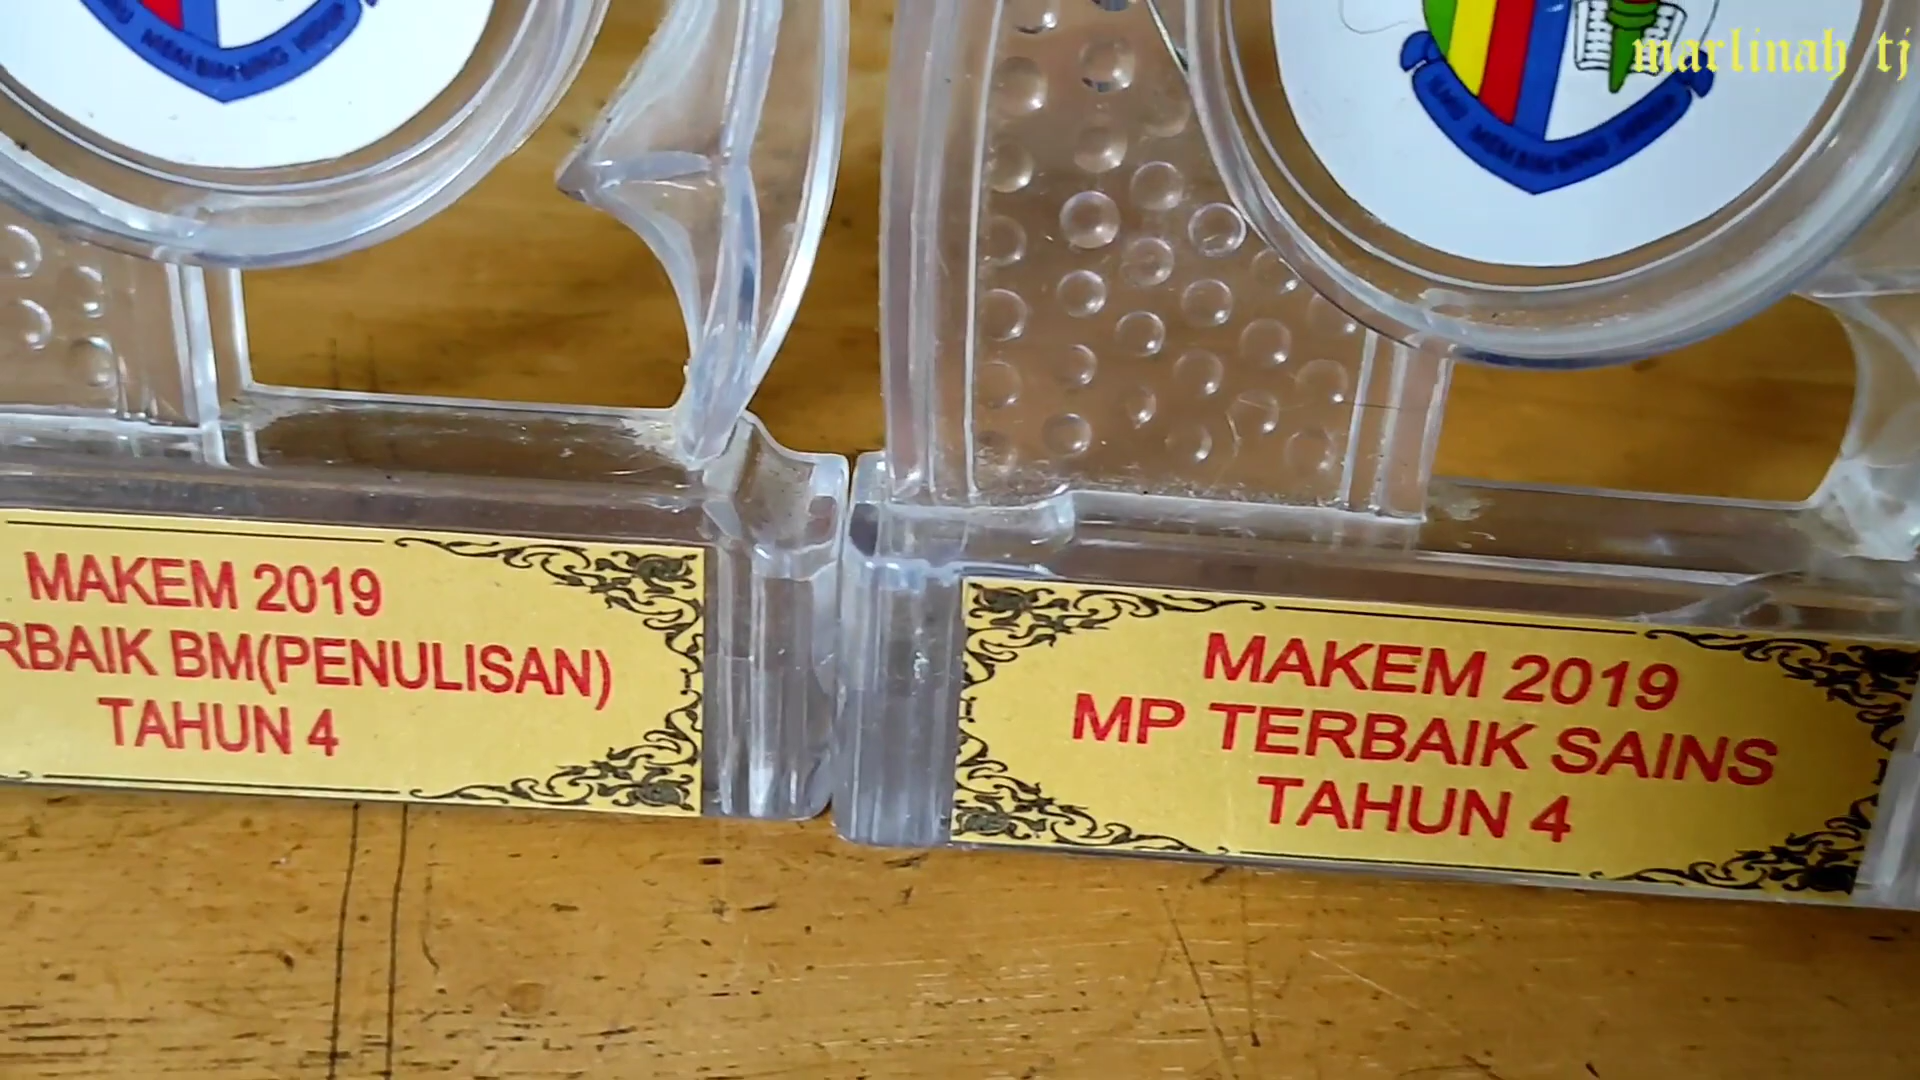 marlinah tj
MAKEM 2019
RBAIK BM(PENULISAN)
TAHUN 4
MAKEM 2019
MP TERBAIK SAINS
TAHUN 4